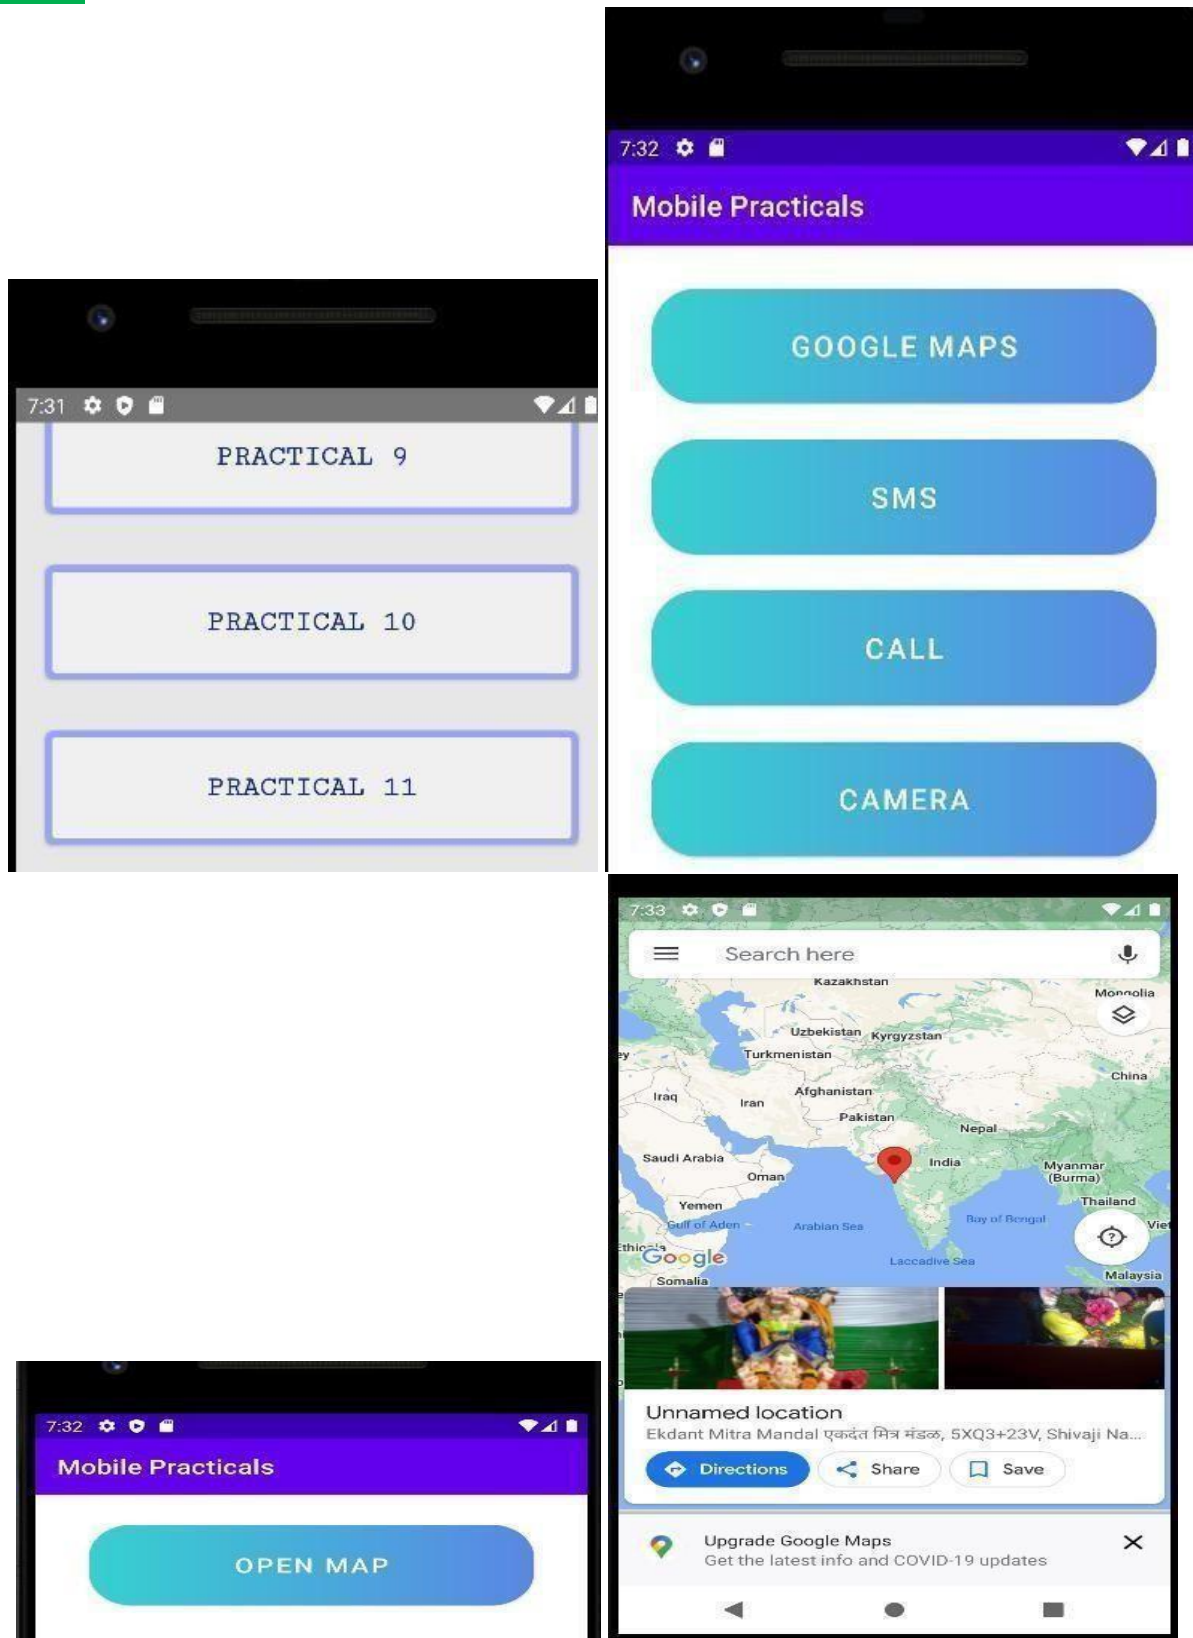 7:31
PRACTICAL 9
PRACTICAL 10
PRACTICAL 11
7:32
Mobile Practicals
GOOGLE MAPS
SMS
CALL
CAMERA
7:32
Mobile Practicals
OPEN MAP
7:33
Search here
Kazakhstan
Mongolia
Uzbekistan
Kyrgyzstan
Turkmenistan
ey
China
Afghanistan
Iraq
Iran
Pakistan
Nepal
Saudi Arabia
India
Myanmar
(Burma)
Oman
Thailand
Yemen
Gulf of Aden
Arabian Sea
Bay of Bengal
Viet
Google
Laccadive Sea
Somalia
Malaysia
Unnamed location
Ekdant Mitra Mandal एकदंत मित्र मंडळ, 5XQ3+23V, Shivaji Na...
Directions
Share
Save
Upgrade Google Maps
Get the latest info and COVID-19 updates